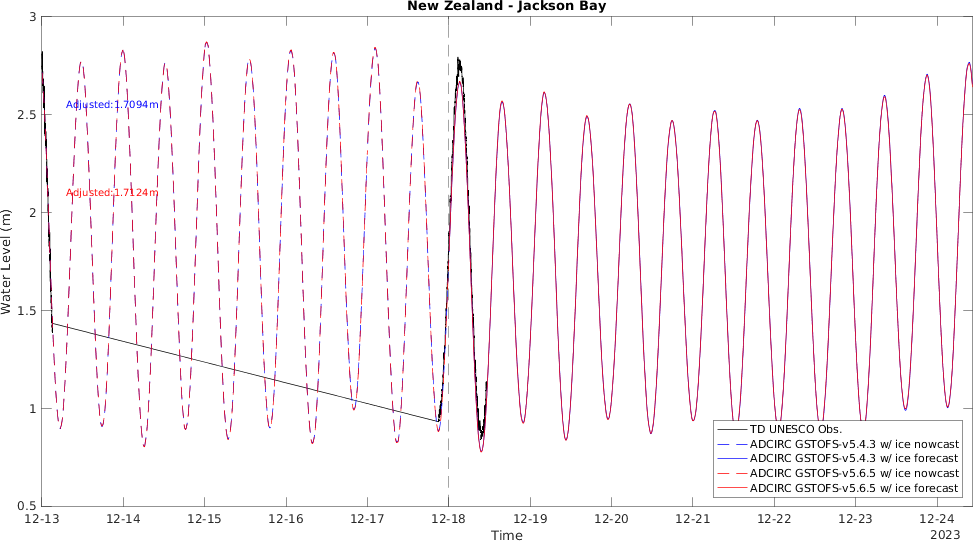 New Zealand - Jackson Bay
3
2.5
2
1.5
1
0.5
Water Level (m)
Adjusted:1.7094m
Adjusted:1.7124m
TD UNESCO Obs.
ADCIRC GSTOFS-v5.4.3 w/ ice nowcast
ADCIRC GSTOFS-v5.4.3 w/ ice forecast
ADCIRC GSTOFS-v5.6.5 w/ ice nowcast
ADCIRC GSTOFS-v5.6.5 w/ ice forecast
12-13 12-14 12-15 12-16 12-17 12-18 12-19 12-20 12-21 12-22 12-23 12-24
Time
2023